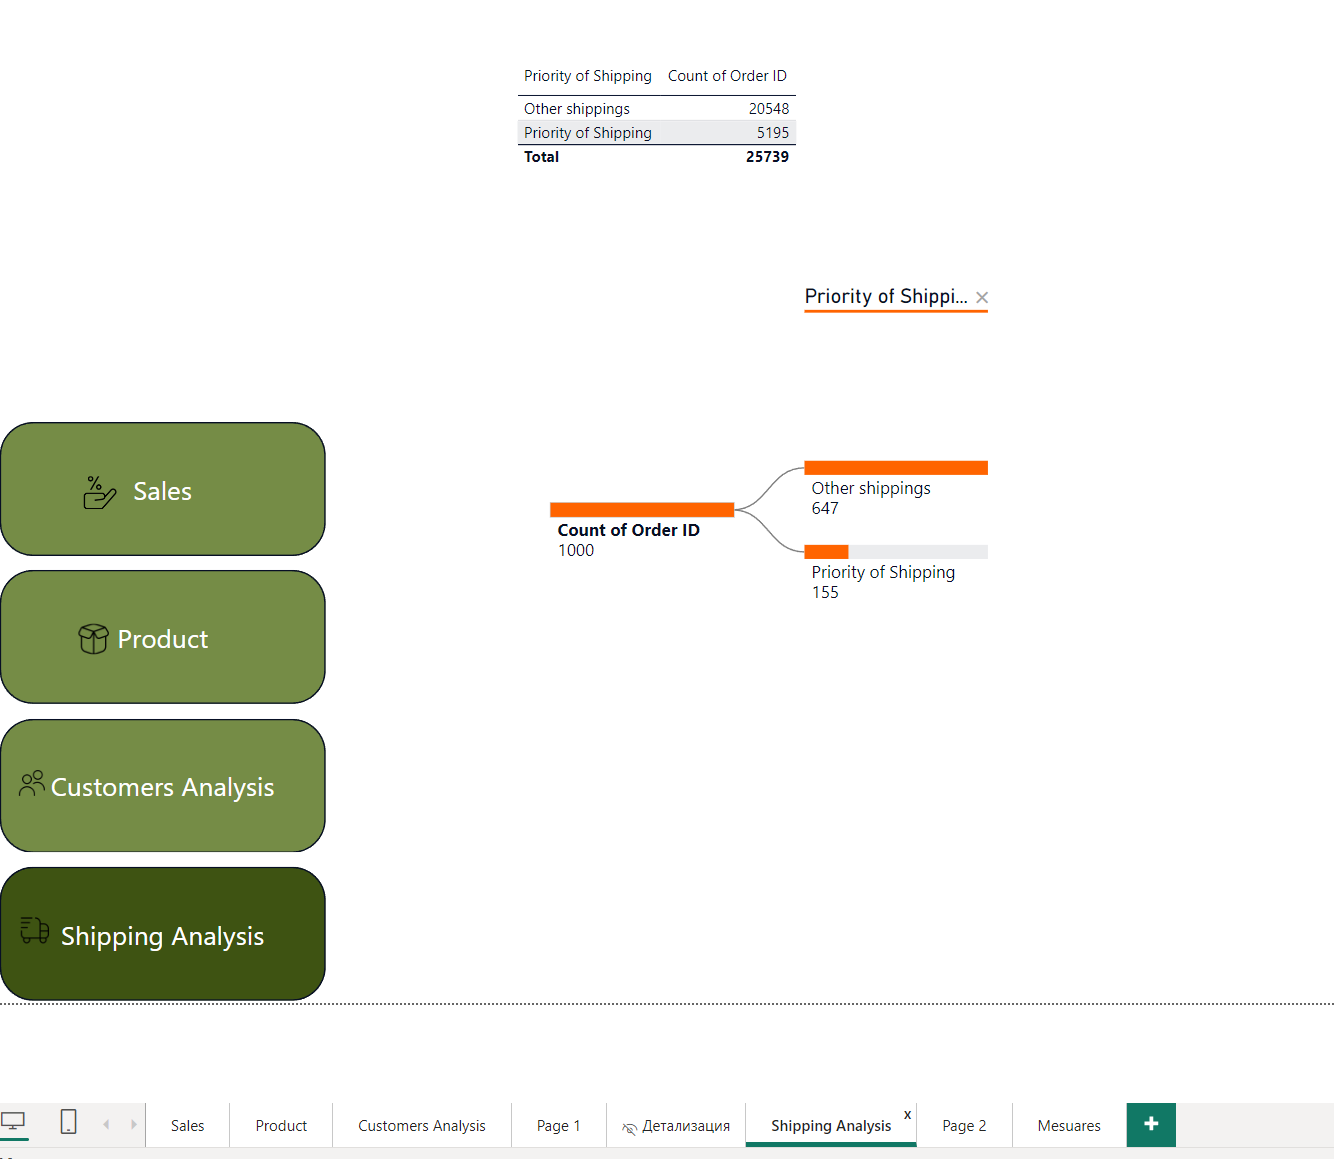 Priority of Shipping Count of Order ID
Other shippings 20548
Priority of Shipping 5195
Total 25739
Priority of Shippi... ×
Sales
Product
Customers Analysis
Shipping Analysis
Count of Order ID
1000
Other shippings
647
Priority of Shipping
155
Sales Product Customers Analysis Page 1 Детализация Shipping Analysis x Page 2 Mesuares +